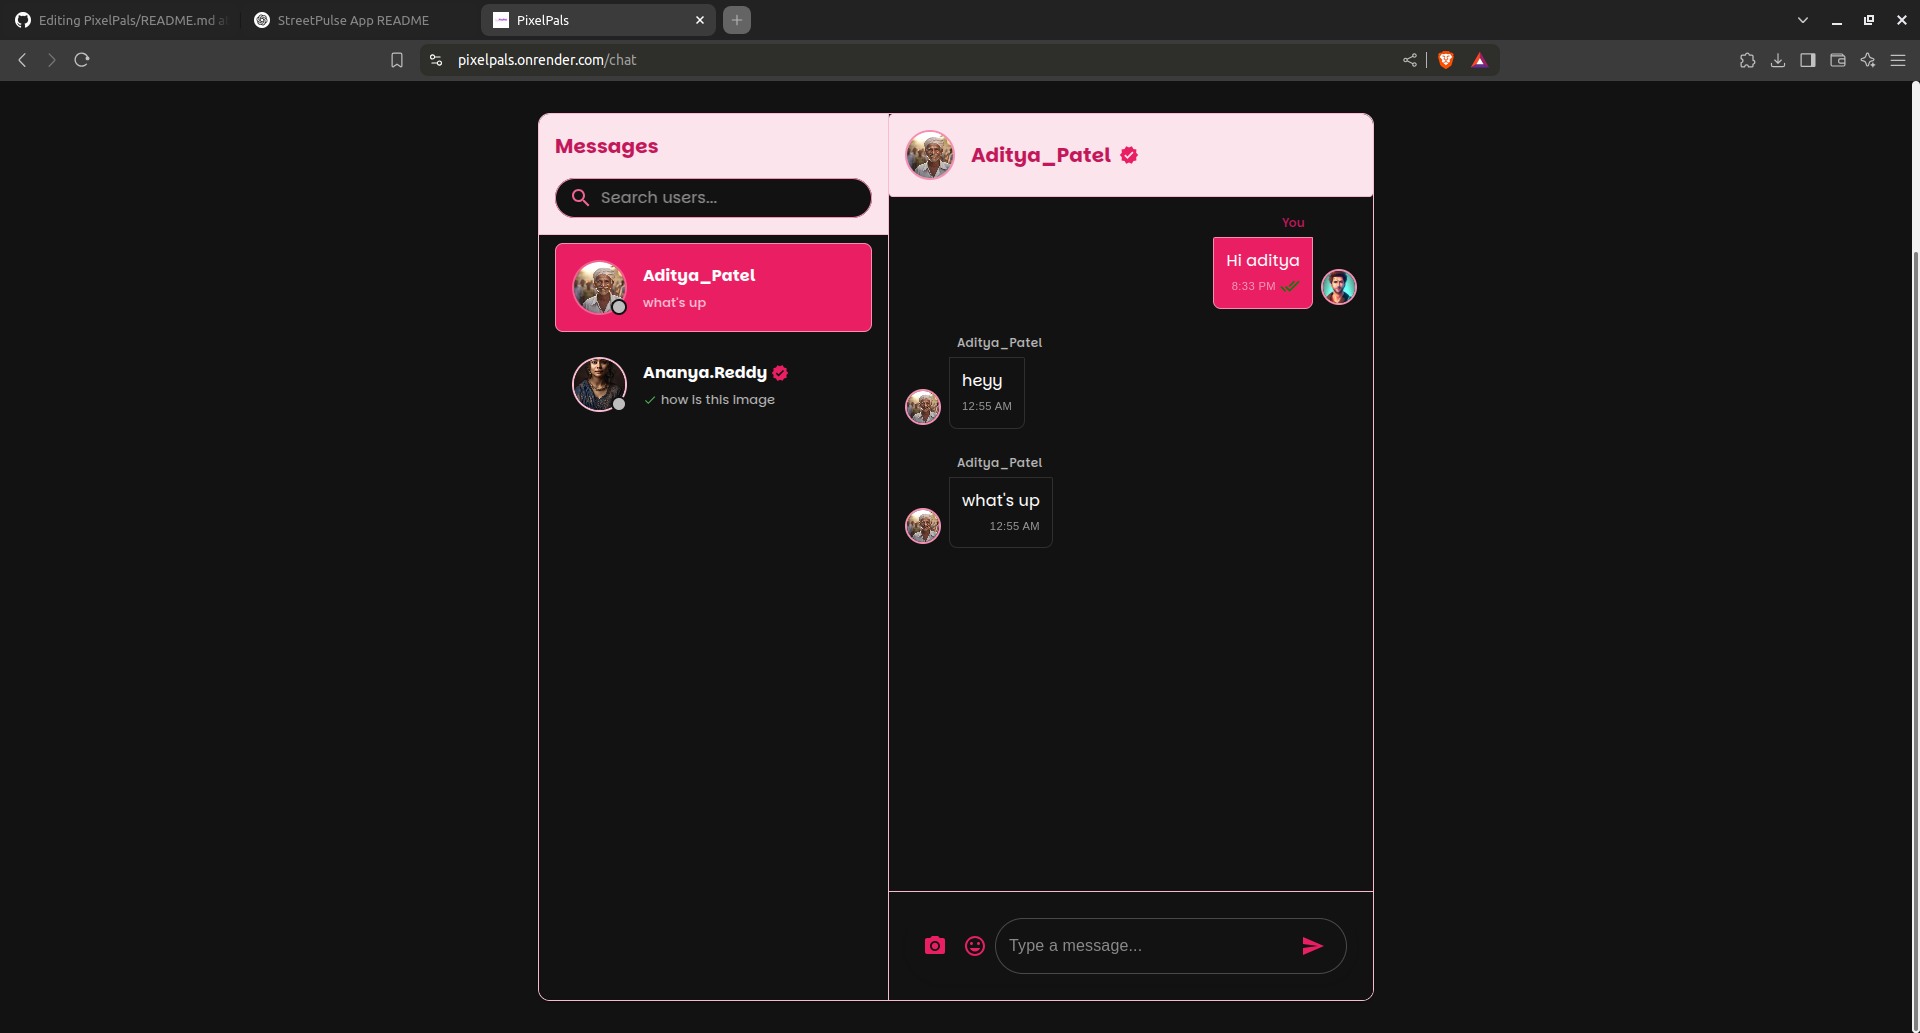 Editing PixelPals/README.md at
StreetPulse App README
PixelPals
pixelpals.onrender.com/chat
Messages
Search users...
Aditya_Patel
what's up
Ananya.Reddy
how is this image
Aditya_Patel
You
Hi aditya
8:33 PM
Aditya_Patel
heyy
12:55 AM
Aditya_Patel
what's up
12:55 AM
Type a message...